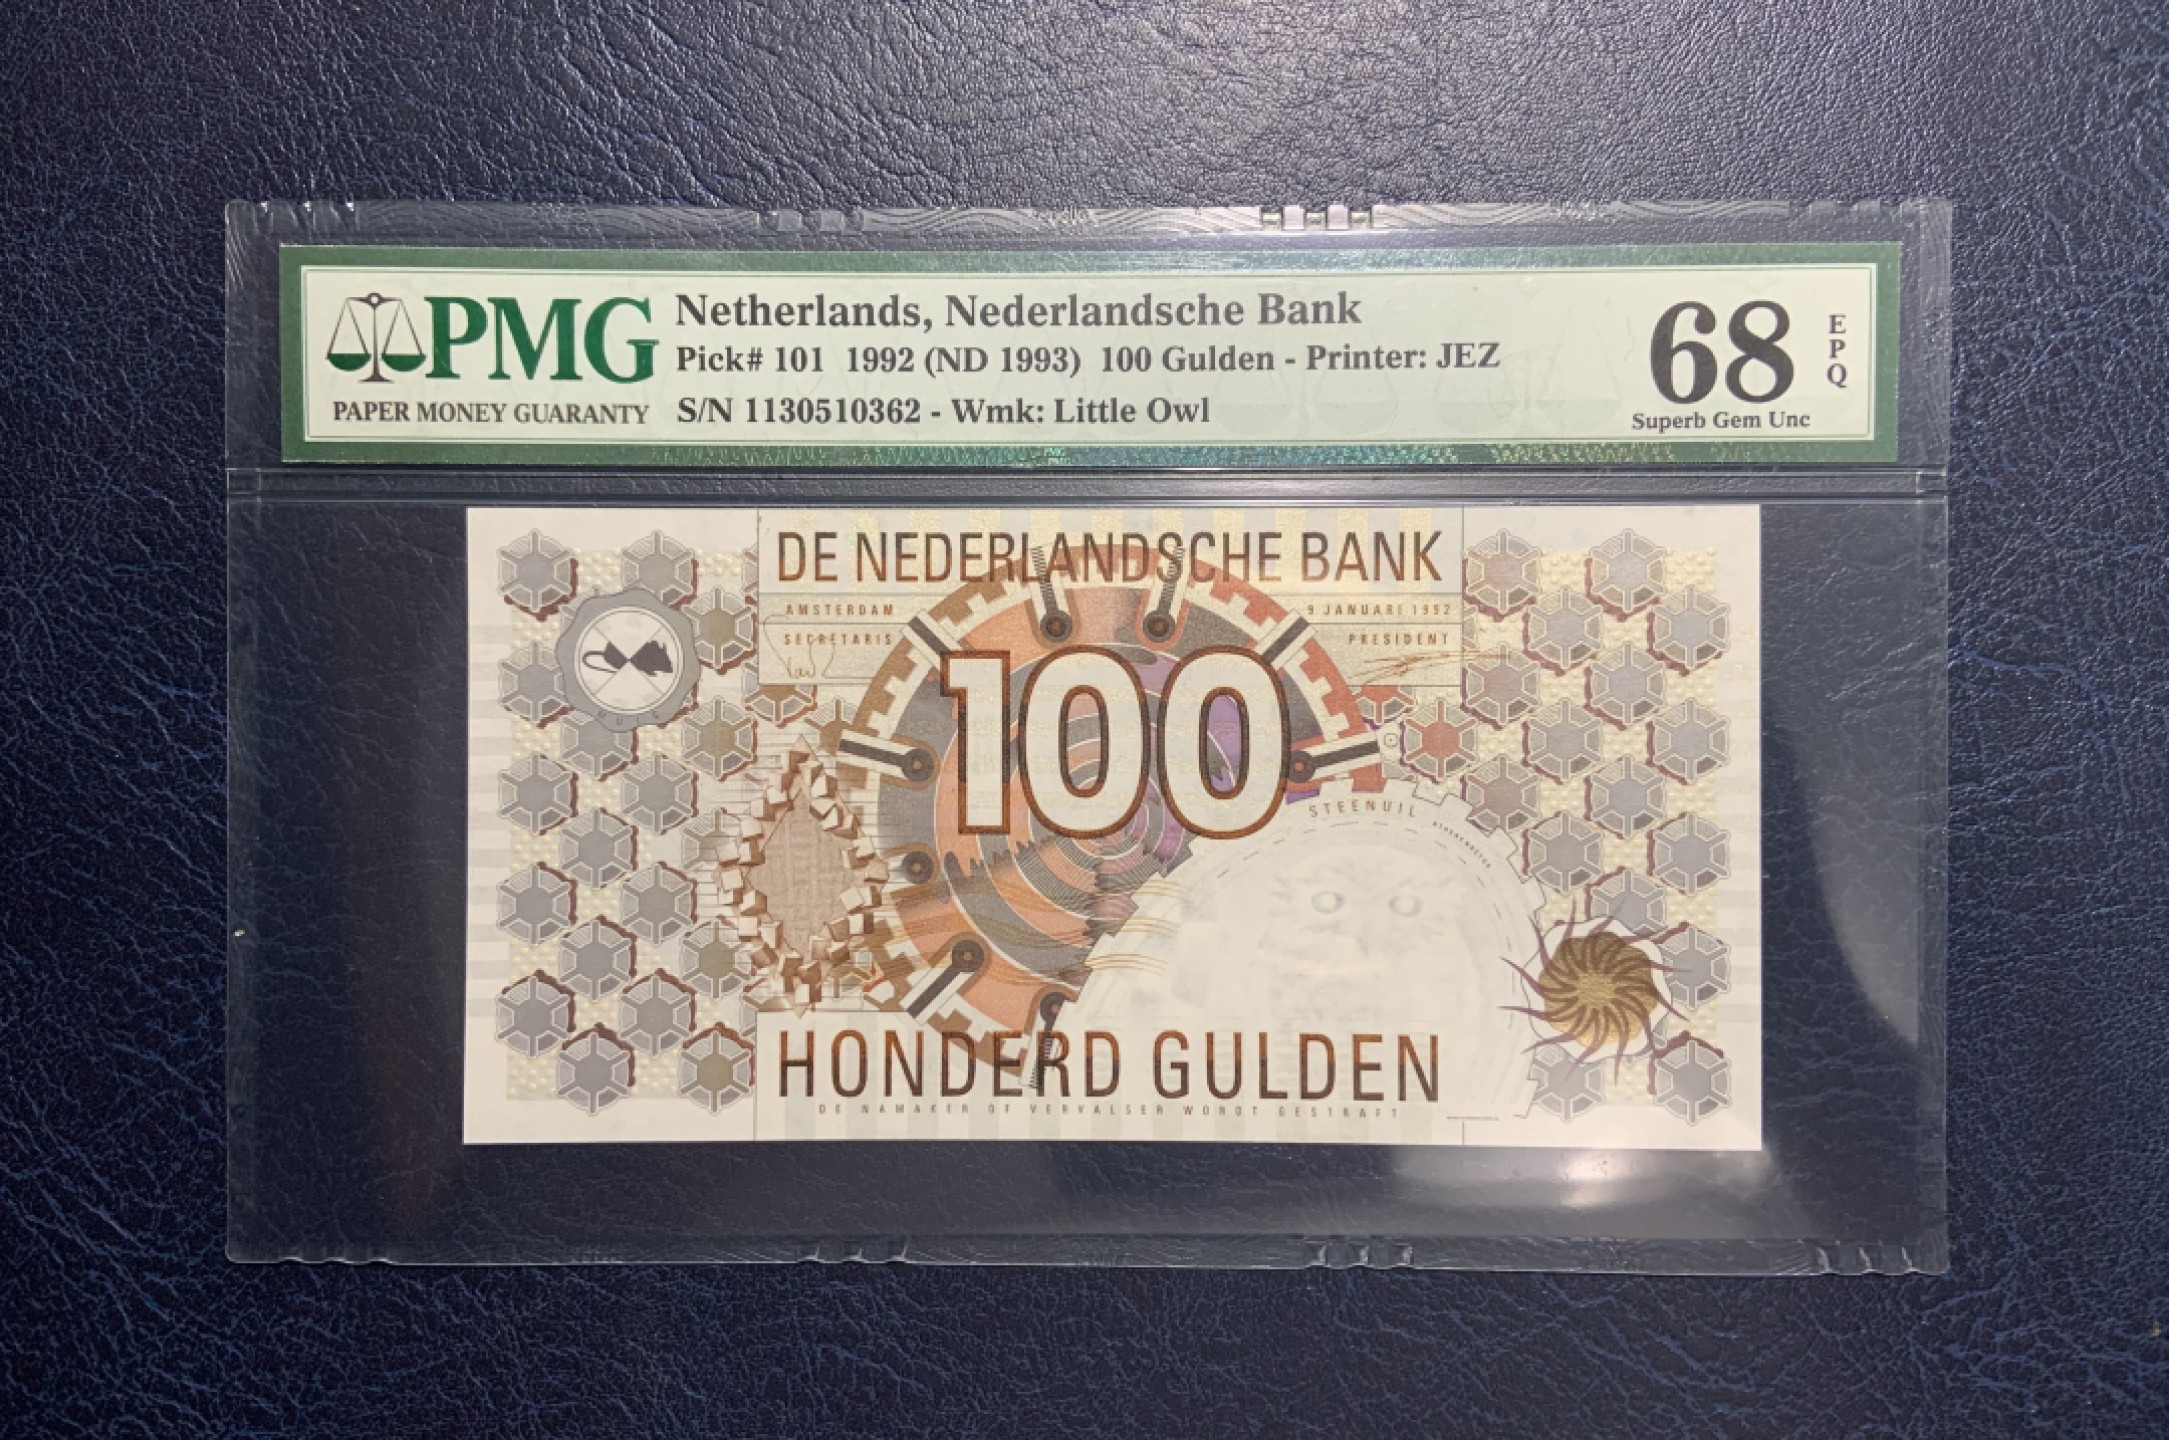 PMG
PAPER MONEY GUARANTY
Netherlands, Nederlandsche Bank
Pick# 101 1992 (ND 1993) 100 Gulden - Printer: JEZ
S/N 1130510362 - Wmk: Little Owl
68
EPQ
Superb Gem Unc
DE NEDERLANDSCHE BANK
AMSTERDAM
9 JANUARI 1992
SECRETARIS
PRESIDENT
100
STEENUIL
HONDERD GULDEN
DE NAMAKER OF VERVALSER WORDT GESTRAFT